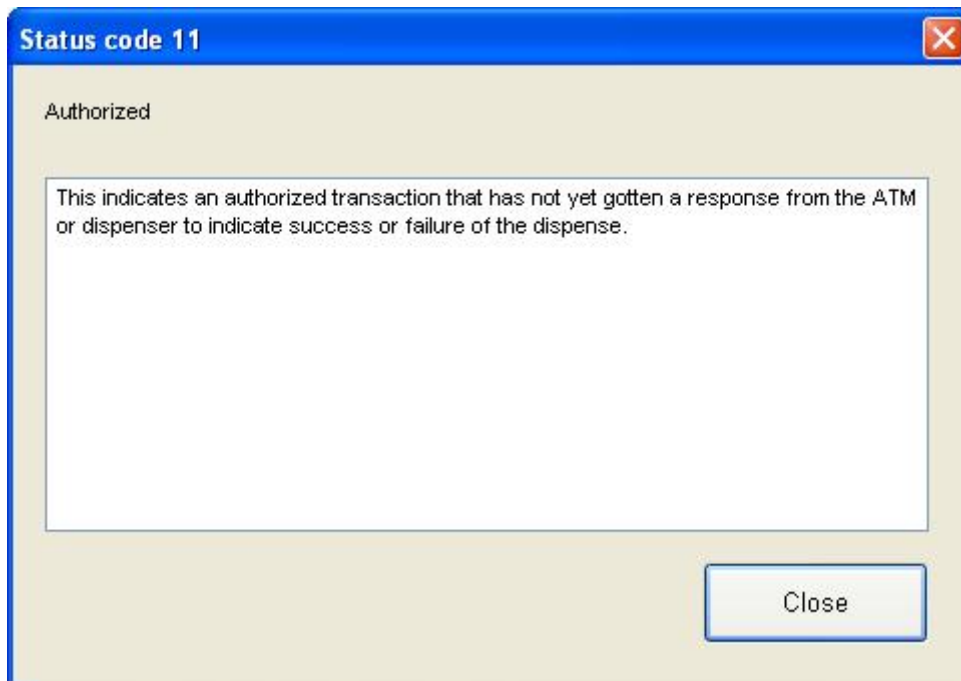 Status code 11
Authorized
This indicates an authorized transaction that has not yet gotten a response from the ATM
or dispenser to indicate success or failure of the dispense.
Close